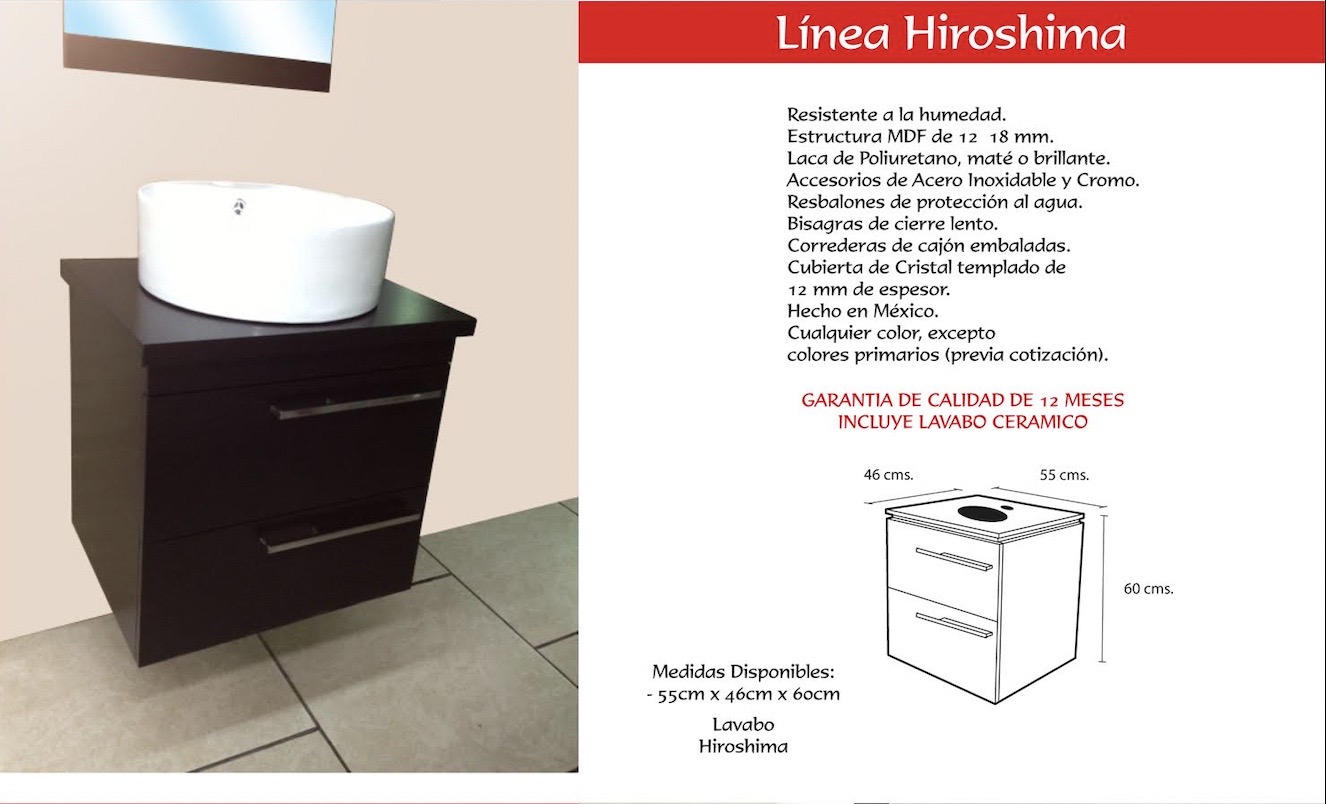 Línea Hiroshima
Resistente a la humedad.
Estructura MDF de 12  18 mm.
Laca de Poliuretano, maté o brillante.
Accesorios de Acero Inoxidable y Cromo.
Resbalones de protección al agua.
Bisagras de cierre lento.
Correderas de cajón embaladas.
Cubierta de Cristal templado de
12 mm de espesor.
Hecho en México.
Cualquier color, excepto
colores primarios (previa cotización).
GARANTIA DE CALIDAD DE 12 MESES
INCLUYE LAVABO CERAMICO
46 cms.
55 cms.
60 cms.
Medidas Disponibles:
- 55cm x 46cm x 60cm
Lavabo
Hiroshima